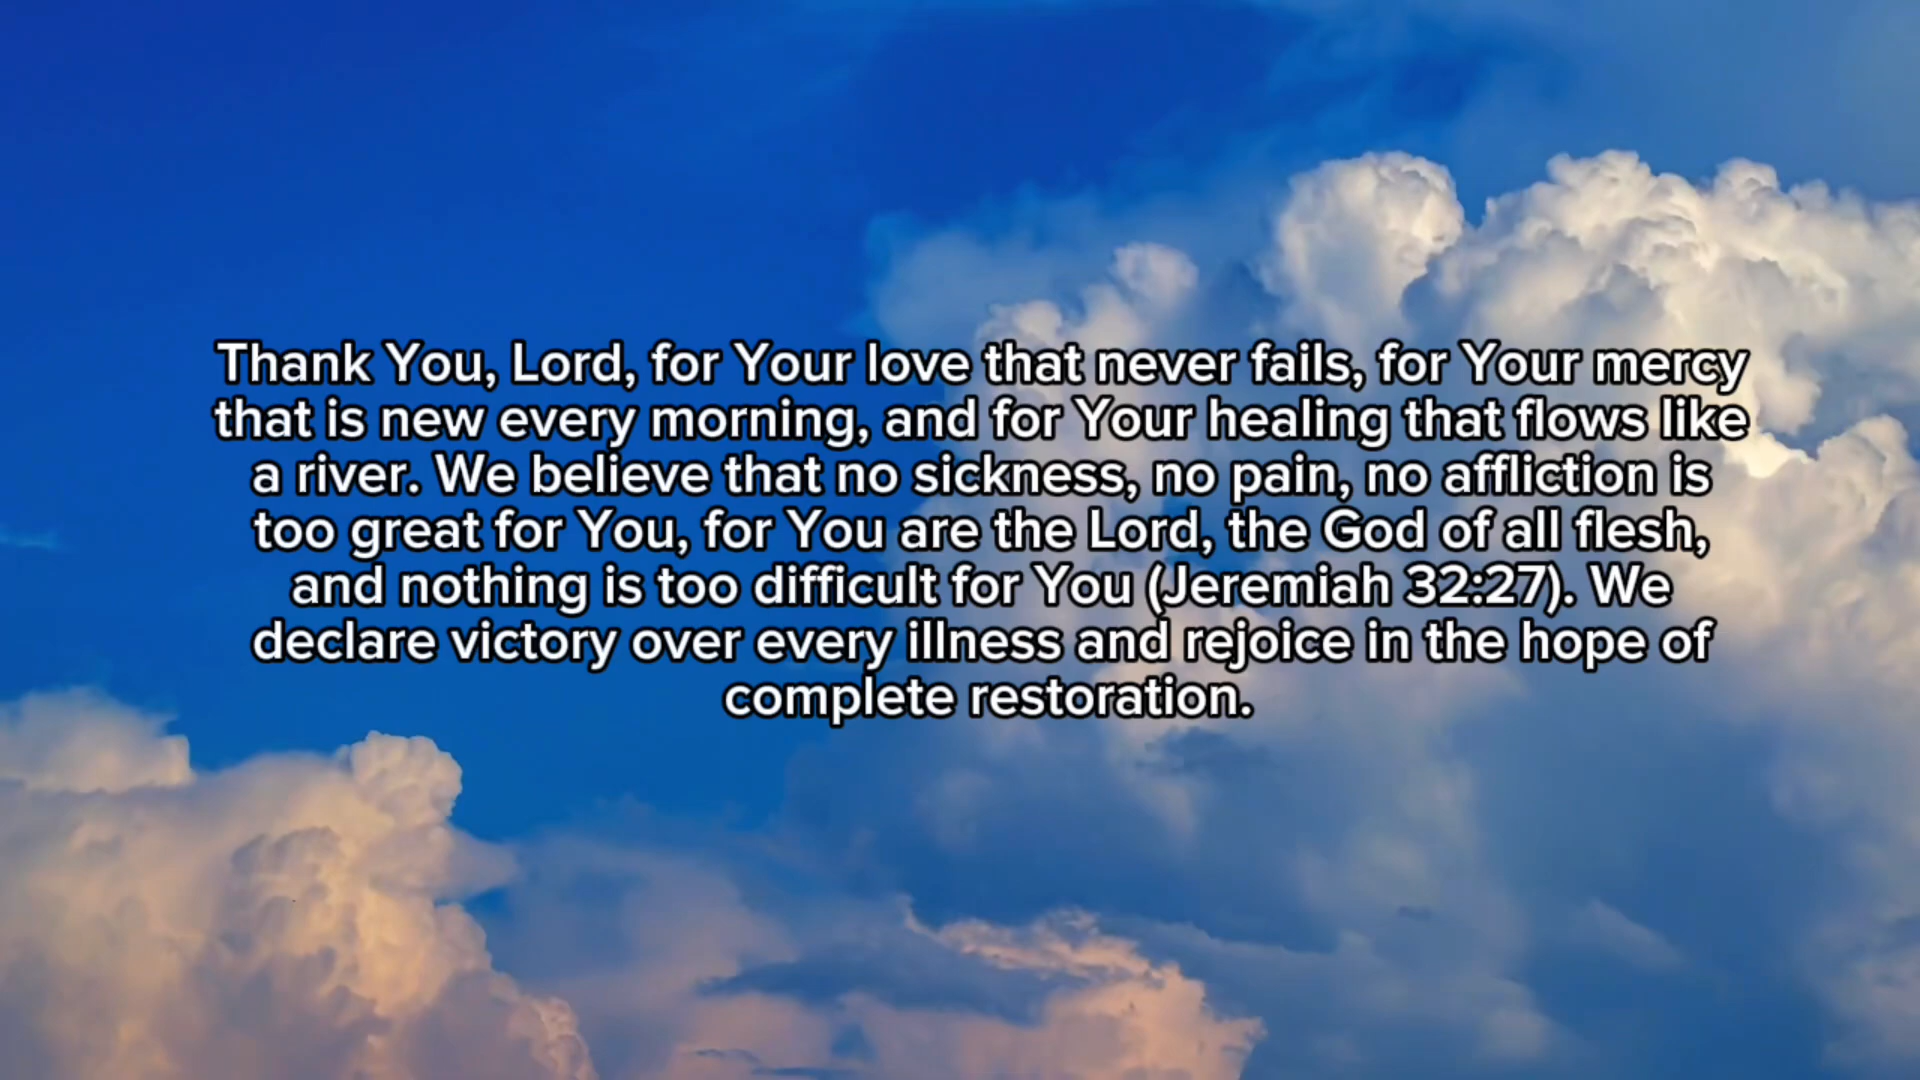 Thank You, Lord, for Your love that never fails, for Your mercy
that is new every morning, and for Your healing that flows like
a river. We believe that no sickness, no pain, no affliction is
too great for You, for You are the Lord, the God of all flesh,
and nothing is too difficult for You (Jeremiah 32:27). We
declare victory over every illness and rejoice in the hope of
complete restoration.